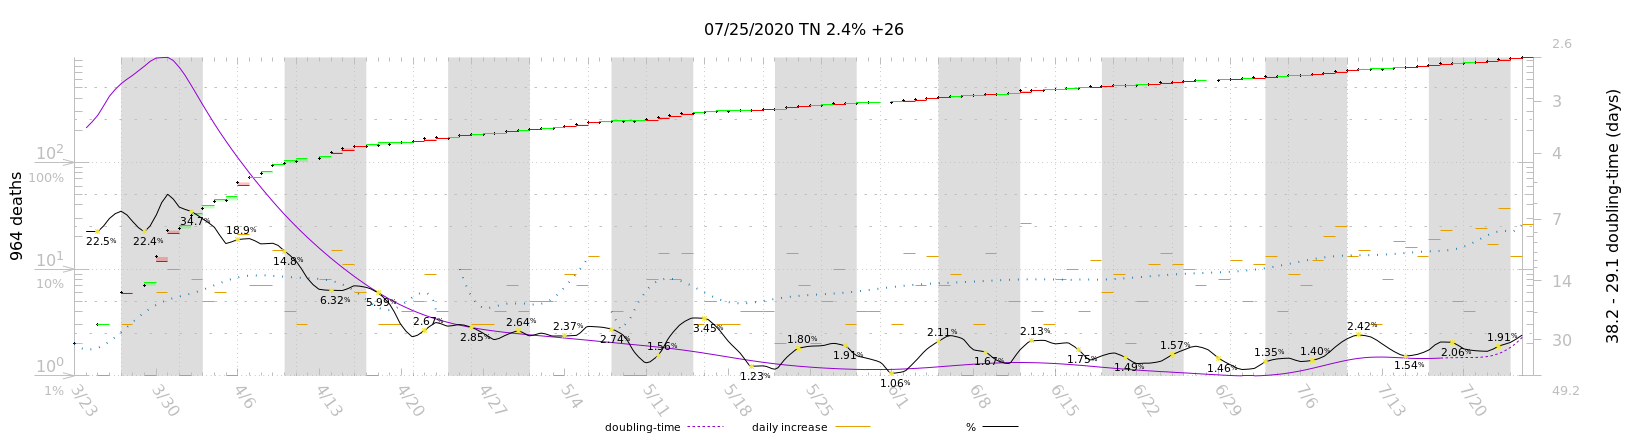 07/25/2020 TN 2.4% +26
964 deaths
10² 100%
10¹ 10%
10⁰ 1%
2.6
3
4
7
14
30
49.2
38.2 - 29.1 doubling-time (days)
22.5% 22.4% 34.7% 18.9% 14.8% 6.32% 5.99% 2.67% 2.85% 2.64% 2.37% 2.74% 1.56% 3.45% 1.23% 1.80% 1.91% 1.06% 2.11% 1.67% 2.13% 1.75% 1.49% 1.57% 1.46% 1.35% 1.40% 2.42% 1.54% 2.06% 1.91%
3/23 3/30 4/6 4/13 4/20 4/27 5/4 5/11 5/18 5/25 6/1 6/8 6/15 6/22 6/29 7/6 7/13 7/20
doubling-time daily increase %